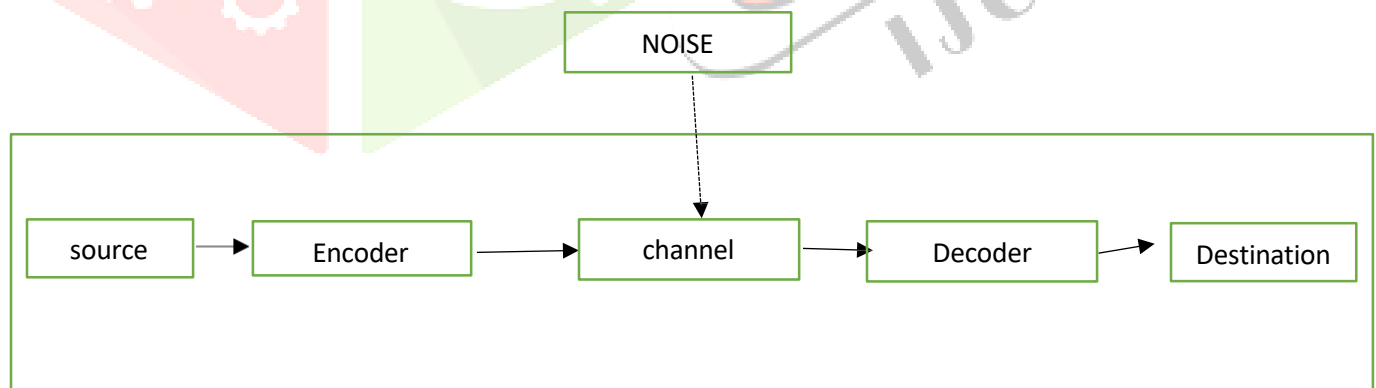 NOISE
source
Encoder
channel
Decoder
Destination